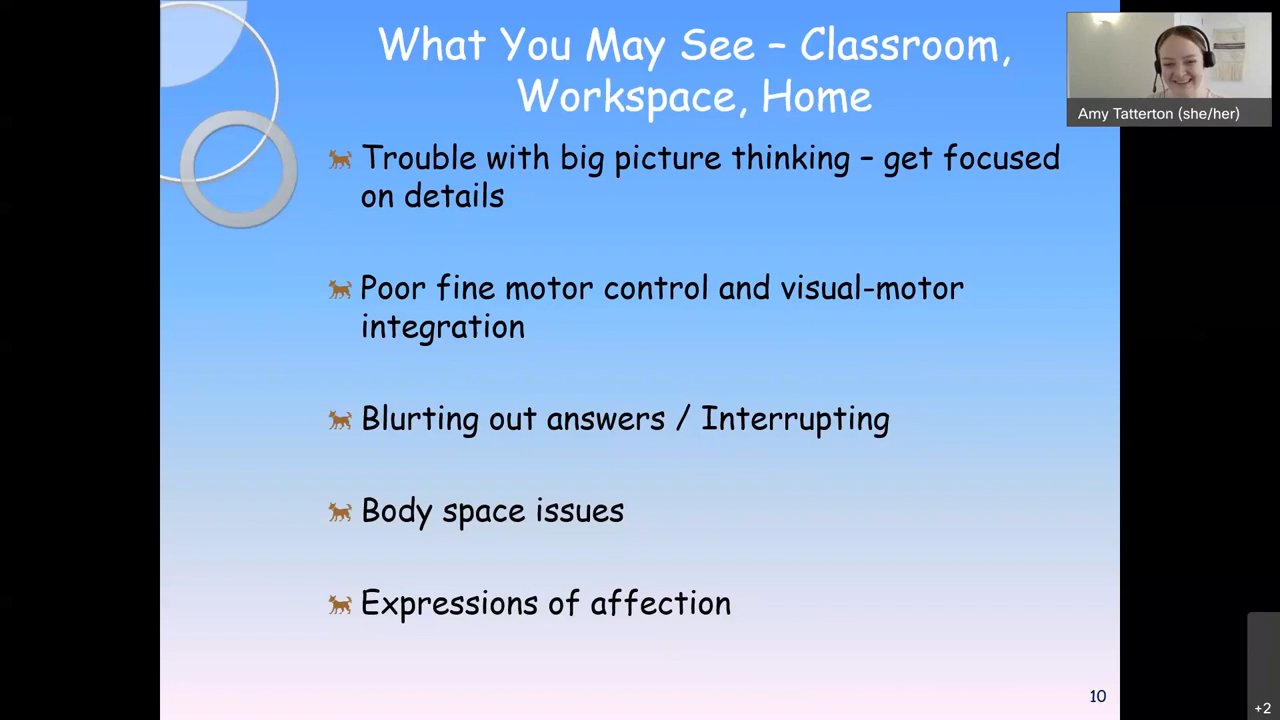 What You May See – Classroom,
Workspace, Home
Trouble with big picture thinking – get focused
on details
Poor fine motor control and visual-motor
integration
Blurting out answers / Interrupting
Body space issues
Expressions of affection
10
Amy Tatterton (she/her)
+2